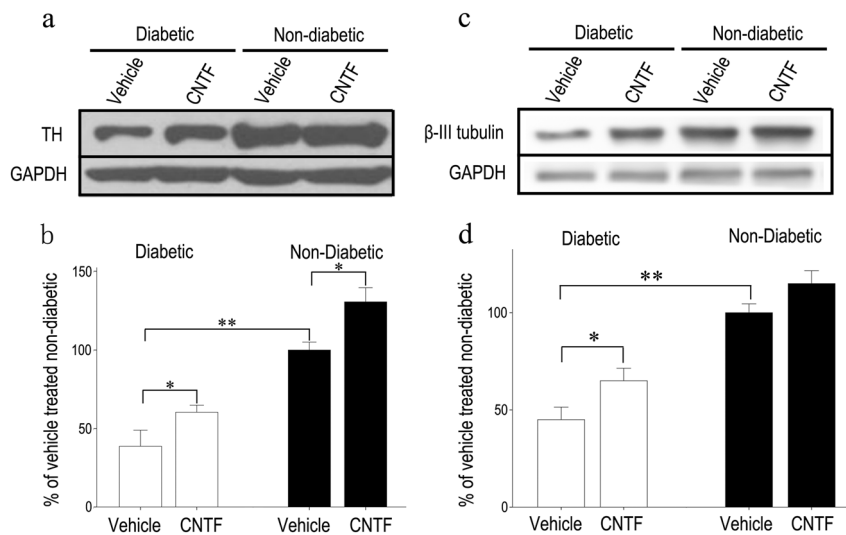 a
Diabetic Non-diabetic
Vehicle CNTF Vehicle CNTF
TH
GAPDH
b
Diabetic Non-Diabetic
% of vehicle treated non-diabetic
150
100
50
0
*
**
*
Vehicle CNTF Vehicle CNTF
c
Diabetic Non-diabetic
Vehicle CNTF Vehicle CNTF
β-III tubulin
GAPDH
d
Diabetic Non-Diabetic
% of vehicle treated non-diabetic
100
50
0
**
*
Vehicle CNTF Vehicle CNTF